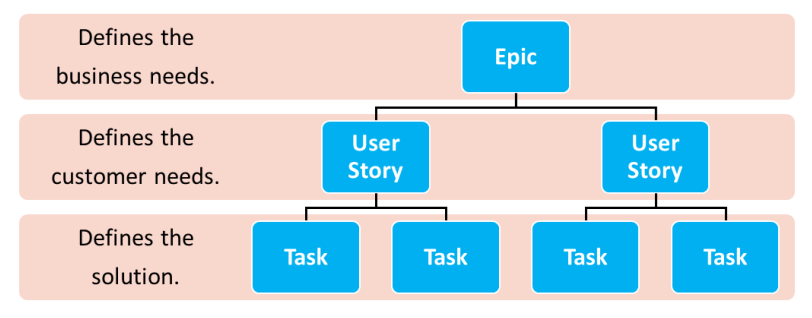 Defines the
business needs.
Epic
Defines the
customer needs.
User
Story
User
Story
Defines the
solution.
Task
Task
Task
Task